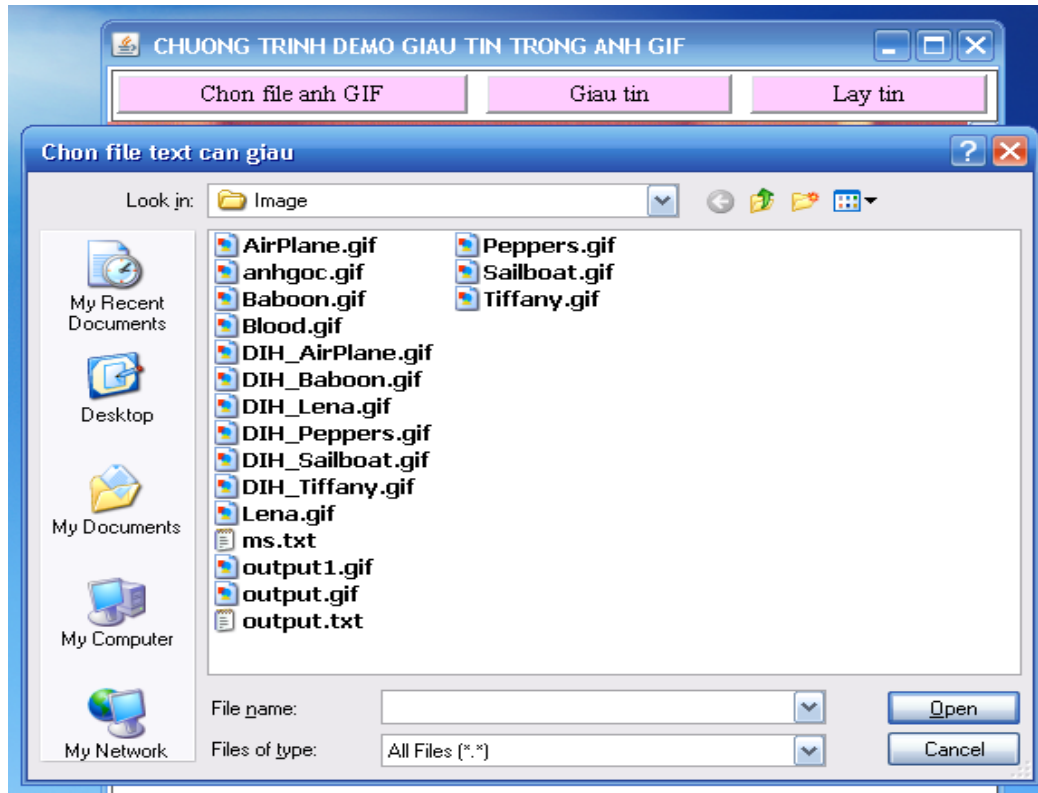 CHUONG TRINH DEMO GIAU TIN TRONG ANH GIF
Chon file anh GIF Giau tin Lay tin
Chon file text can giau
Look in: Image
My Recent Documents
Desktop
My Documents
My Computer
My Network
AirPlane.gif
anhgoc.gif
Baboon.gif
Blood.gif
DIH_AirPlane.gif
DIH_Baboon.gif
DIH_Lena.gif
DIH_Peppers.gif
DIH_Sailboat.gif
DIH_Tiffany.gif
Lena.gif
ms.txt
output1.gif
output.gif
output.txt
Peppers.gif
Sailboat.gif
Tiffany.gif
File name:
Open
Files of type: All Files (*.*)
Cancel